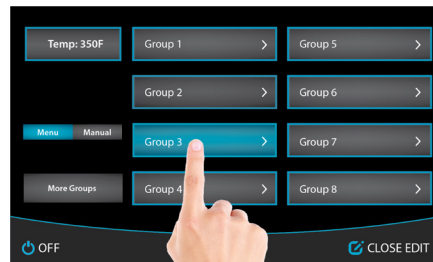 Temp: 350F
Group 1
Group 5
Group 2
Group 6
Menu Manual
Group 3
Group 7
More Groups
Group 4
Group 8
OFF
CLOSE EDIT